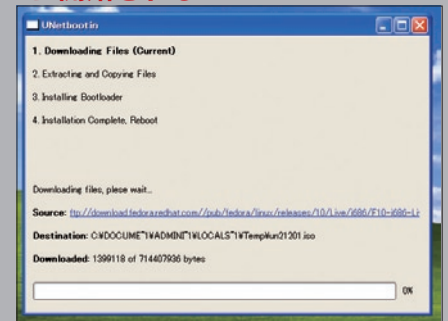 UNetbootin
1. Downloading Files (Current)
2. Extracting and Copying Files
3. Installing Bootloader
4. Installation Complete, Reboot
Downloading files, plese wait...
Source: ftp://download.fedora.redhat.com//pub/fedora/linux/releases/10/Live/i686/F10-i686-Li
Destination: C:¥DOCUME~1¥ADMINI~1¥LOCALS~1¥Temp¥un21201.iso
Downloaded: 1399118 of 714407936 bytes
0%